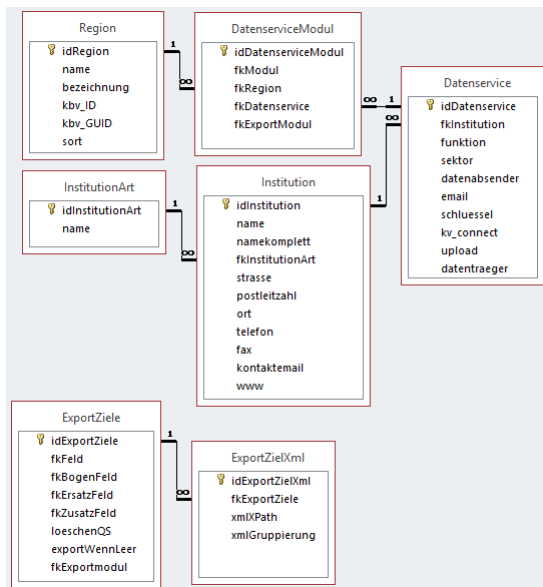 Region
idRegion
name
bezeichnung
kbv_ID
kbv_GUID
sort
1
∞
DatenserviceModul
idDatenserviceModul
fkModul
fkRegion
fkDatenservice
fkExportModul
∞
1
Datenservice
idDatenservice
fkInstitution
funktion
sektor
datenabsender
email
schluessel
kv_connect
upload
datentraeger
∞
1
InstitutionArt
idInstitutionArt
name
1
∞
Institution
idInstitution
name
namekomplett
fkInstitutionArt
strasse
postleitzahl
ort
telefon
fax
kontaktemail
www
ExportZiele
idExportZiele
fkFeld
fkBogenFeld
fkErsatzFeld
fkZusatzFeld
loeschenQS
exportWennLeer
fkExportmodul
1
∞
ExportZielXml
idExportZielXml
fkExportZiele
xmlXPath
xmlGruppierung